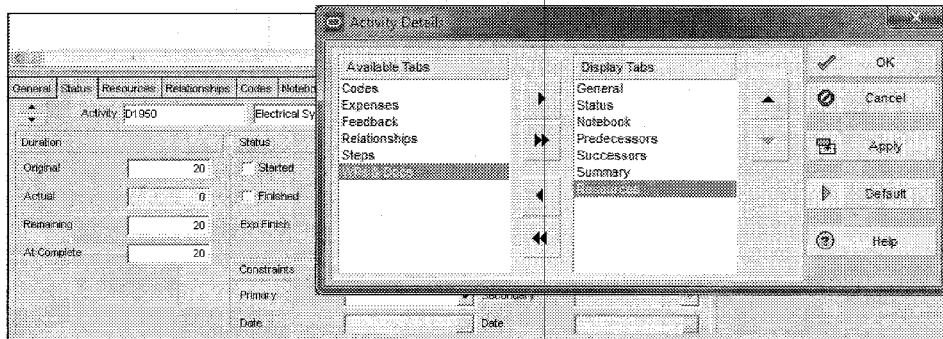 Activity Details
Available Tabs
Codes
Expenses
Feedback
Relationships
Steps
WPs & Docs
Display Tabs
General
Status
Notebook
Predecessors
Successors
Summary
Resources
OK
Cancel
Apply
Default
Help
General Status Resources Relationships Codes Notebo
Activity D1950 Electrical Sy
Duration
Original 20
Actual 0
Remaining 20
At Complete 20
Status
Started
Finished
Exp Finish
Constraints
Primary Secondary
Date Date